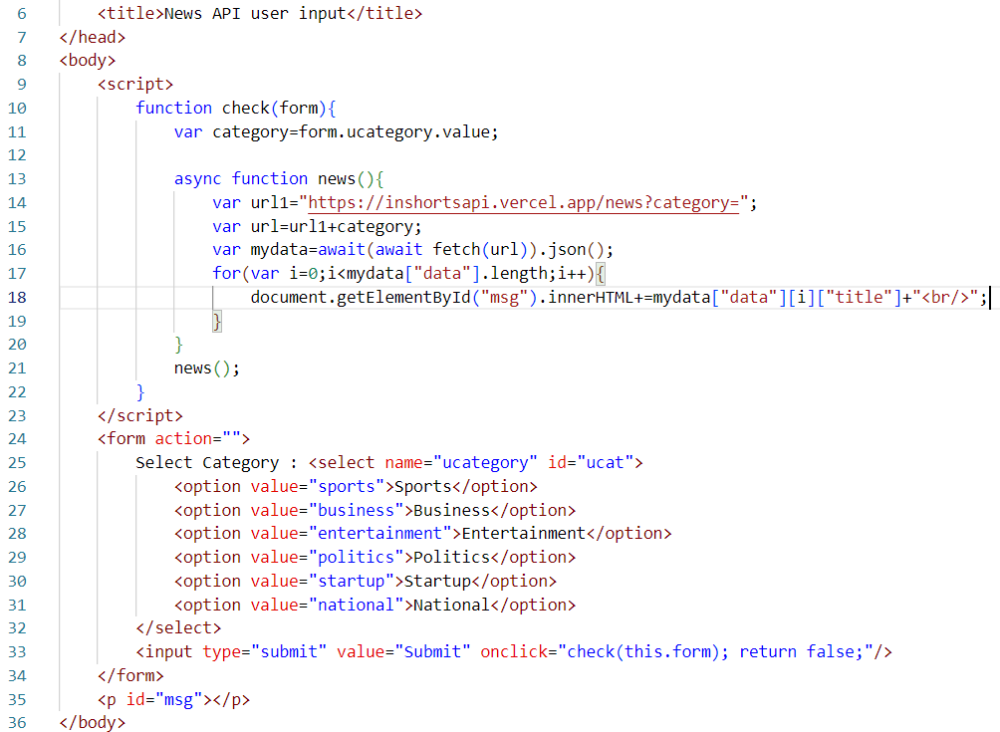 6 <title>News API user input</title>
7 </head>
8 <body>
9 <script>
10 function check(form){
11 var category=form.ucategory.value;
12
13 async function news(){
14 var url1="https://inshortsapi.vercel.app/news?category=";
15 var url=url1+category;
16 var mydata=await(await fetch(url)).json();
17 for(var i=0;i<mydata["data"].length;i++){
18 document.getElementById("msg").innerHTML+=mydata["data"][i]["title"]+"<br/>";
19 }
20 }
21 news();
22 }
23 </script>
24 <form action="">
25 Select Category : <select name="ucategory" id="ucat">
26 <option value="sports">Sports</option>
27 <option value="business">Business</option>
28 <option value="entertainment">Entertainment</option>
29 <option value="politics">Politics</option>
30 <option value="startup">Startup</option>
31 <option value="national">National</option>
32 </select>
33 <input type="submit" value="Submit" onclick="check(this.form); return false;"/>
34 </form>
35 <p id="msg"></p>
36 </body>